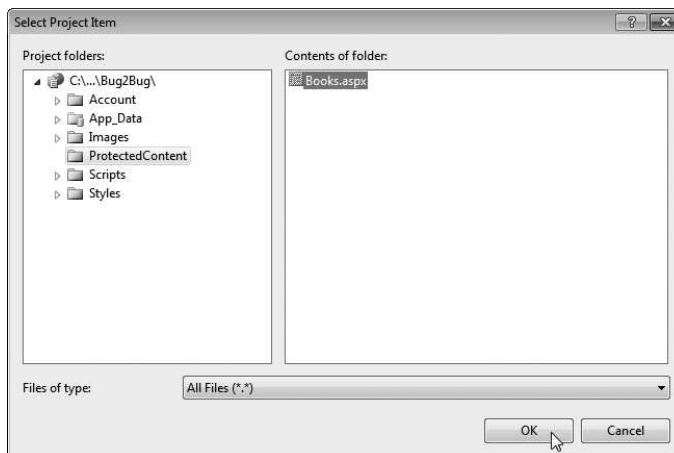 Select Project Item
Project folders:
Contents of folder:
C:\...\Bug2Bug\
Account
App_Data
Images
ProtectedContent
Scripts
Styles
Books.aspx
Files of type:
All Files (*.*)
OK
Cancel